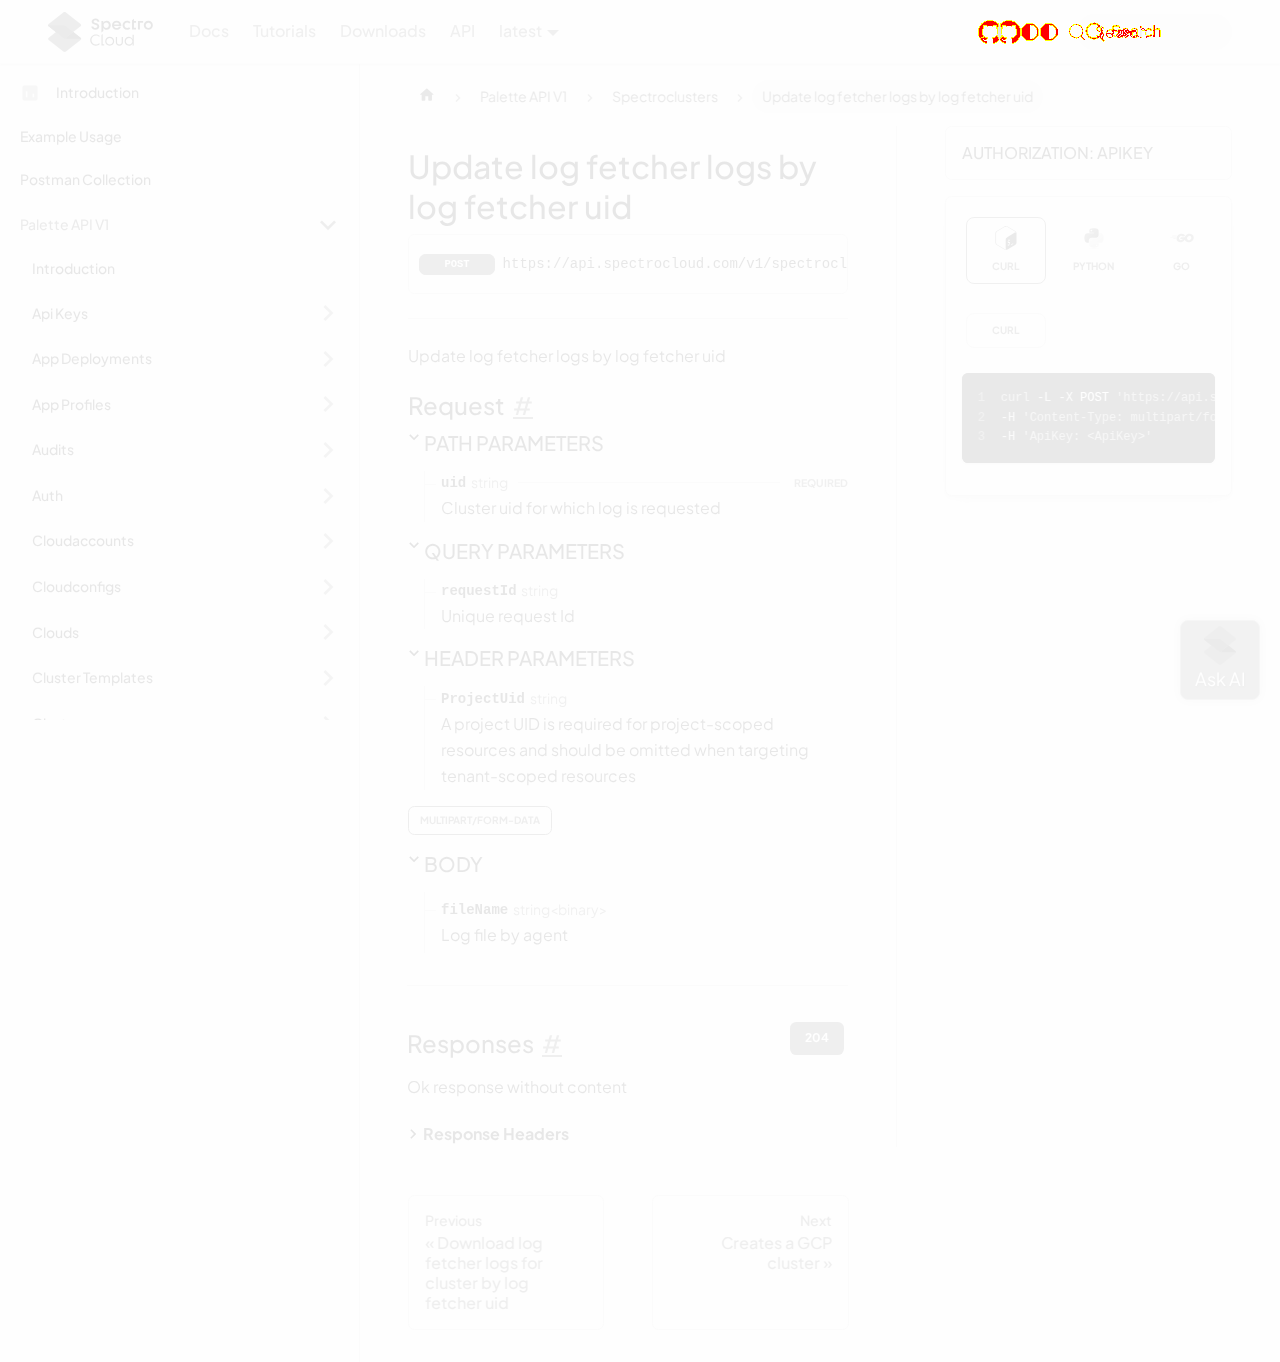 Spectro Cloud
Docs Tutorials Downloads API latest
Introduction
Example Usage
Postman Collection
Palette API V1
Introduction
Api Keys
App Deployments
App Profiles
Audits
Auth
Cloudaccounts
Cloudconfigs
Clouds
Cluster Templates
Palette API V1 Spectroclusters Update log fetcher logs by log fetcher uid
Update log fetcher logs by
log fetcher uid
POST https://api.spectrocloud.com/v1/spectrocl
Update log fetcher logs by log fetcher uid
Request #
PATH PARAMETERS
uid string REQUIRED
Cluster uid for which log is requested
QUERY PARAMETERS
requestId string
Unique request Id
HEADER PARAMETERS
ProjectUid string
A project UID is required for project-scoped
resources and should be omitted when targeting
tenant-scoped resources
MULTIPART/FORM-DATA
BODY
fileName string<binary>
Log file by agent
Responses # 204
Ok response without content
Response Headers
Previous
« Download log
fetcher logs for
cluster by log
fetcher uid
Next
Creates a GCP
cluster »
AUTHORIZATION: APIKEY
CURL PYTHON GO
CURL
1 curl -L -X POST 'https://api.s
2 -H 'Content-Type: multipart/fo
3 -H 'ApiKey: <ApiKey>'
Ask AI